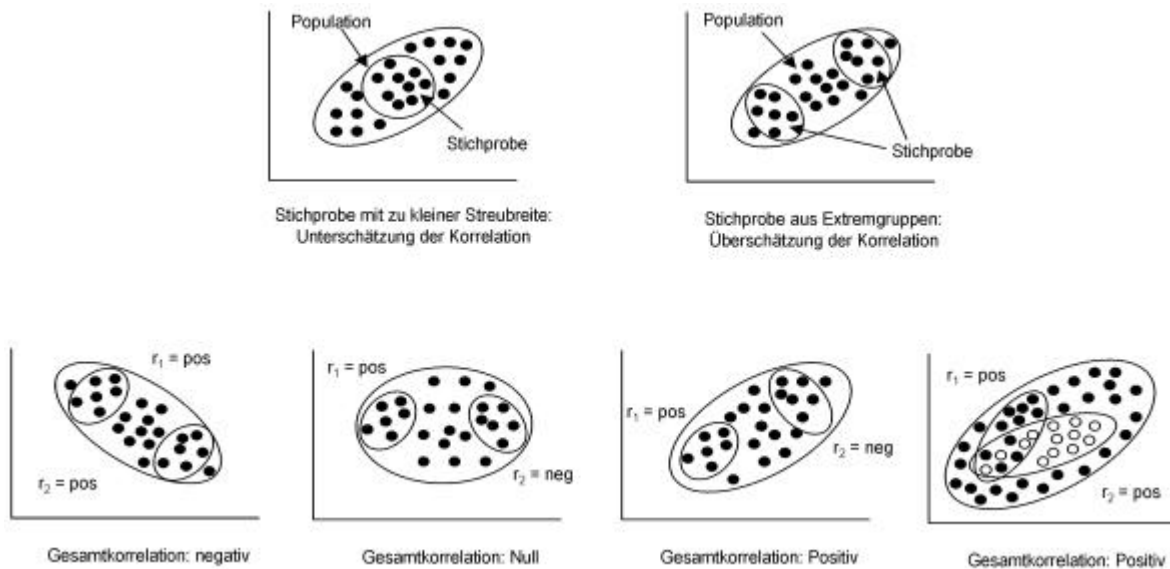 Population
Stichprobe
Stichprobe mit zu kleiner Streubreite:
Unterschätzung der Korrelation
Population
Stichprobe
Stichprobe aus Extremgruppen:
Überschätzung der Korrelation
r₁ = pos
r₂ = pos
Gesamtkorrelation: negativ
r₁ = pos
r₂ = neg
Gesamtkorrelation: Null
r₁ = pos
r₂ = neg
Gesamtkorrelation: Positiv
r₁ = pos
r₂ = pos
Gesamtkorrelation: Positiv